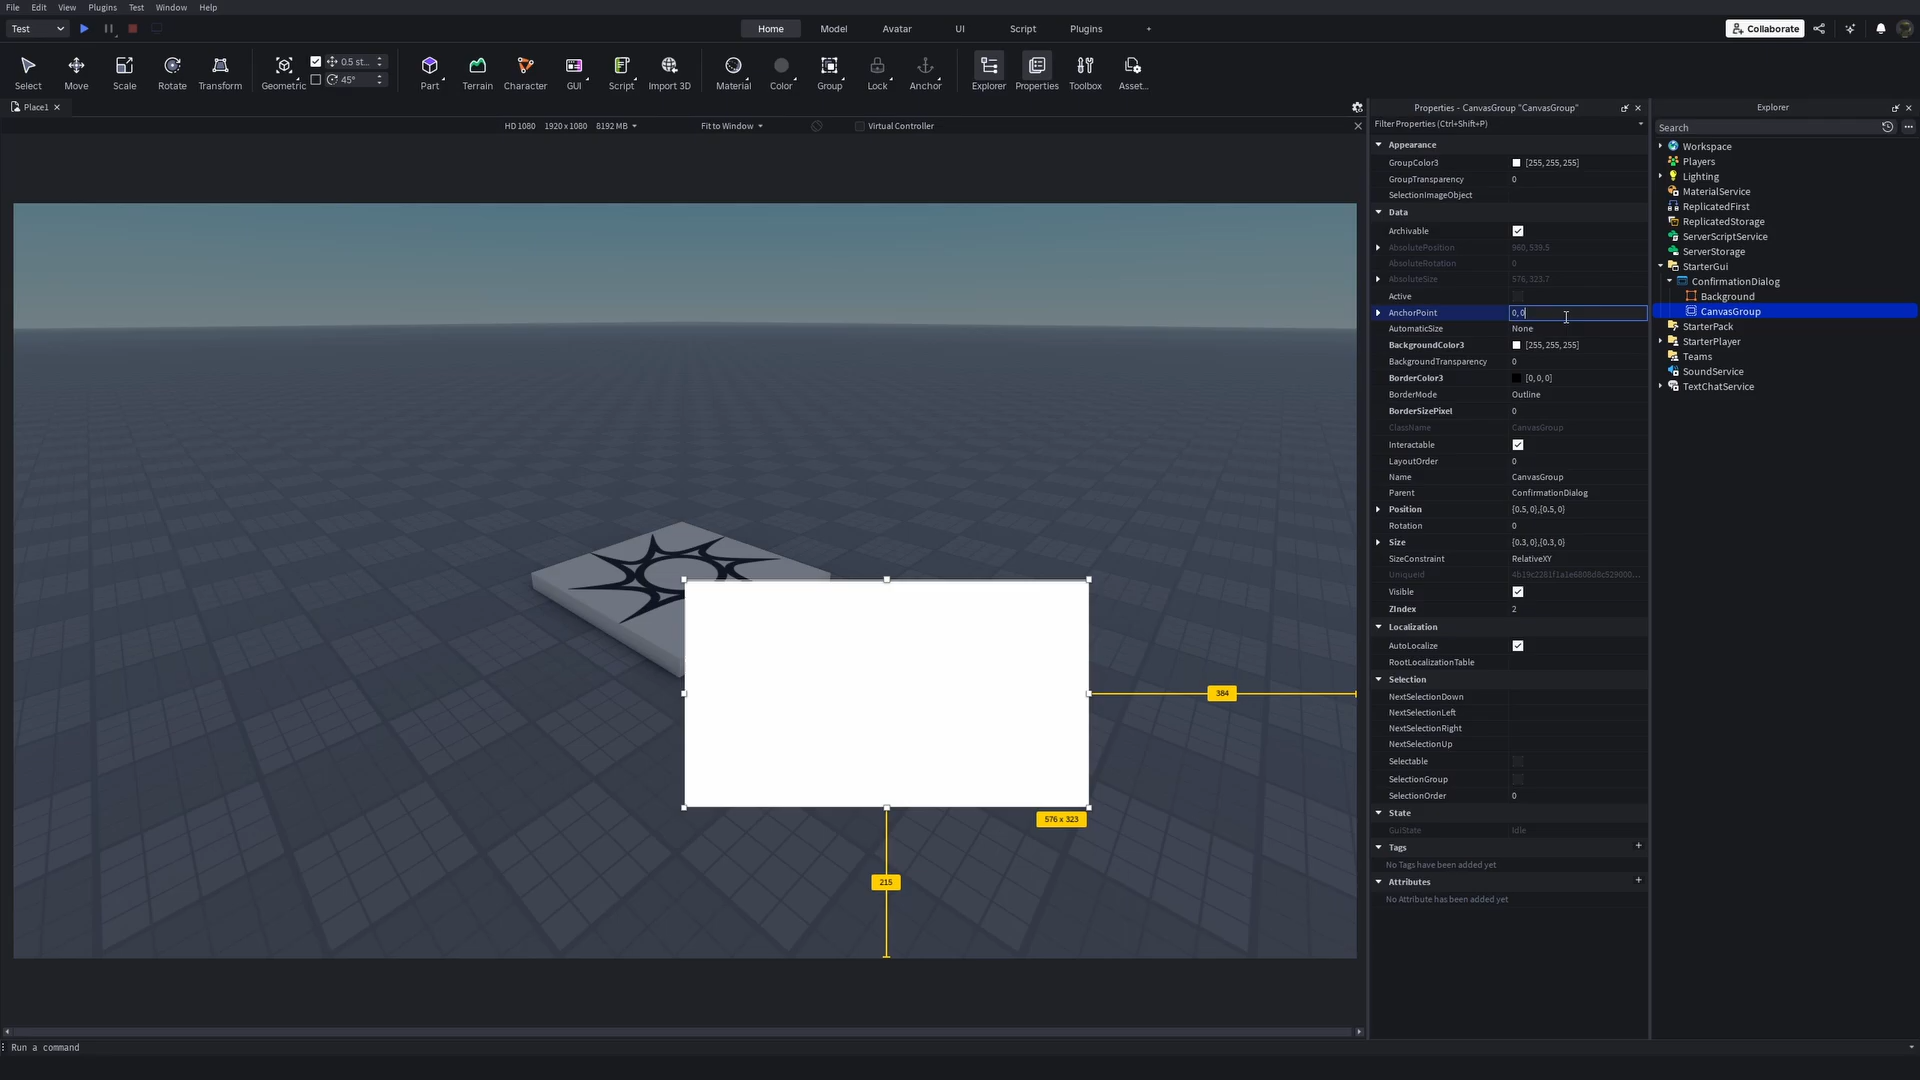 File Edit View Plugins Test Window Help
Test Home Model Avatar UI Script Plugins + Collaborate
0.5 st...
45°
Select Move Scale Rotate Transform Geometric Part Terrain Character GUI Script Import 3D Material Color Group Lock Anchor Explorer Properties Toolbox Asset...
Place1
HD 1080 1920 x 1080 8192 MB Fit to Window Virtual Controller
384
576 x 323
215
Run a command
Properties - CanvasGroup "CanvasGroup"
Filter Properties (Ctrl+Shift+P)
Appearance
GroupColor3 [255, 255, 255]
GroupTransparency 0
SelectionImageObject
Data
Archivable
AbsolutePosition 960, 539.5
AbsoluteRotation 0
AbsoluteSize 576, 323.7
Active
AnchorPoint 0, 0
AutomaticSize None
BackgroundColor3 [255, 255, 255]
BackgroundTransparency 0
BorderColor3 [0, 0, 0]
BorderMode Outline
BorderSizePixel 0
ClassName CanvasGroup
Interactable
LayoutOrder 0
Name CanvasGroup
Parent ConfirmationDialog
Position {0.5, 0},{0.5, 0}
Rotation 0
Size {0.3, 0},{0.3, 0}
SizeConstraint RelativeXY
UniqueId
Visible
ZIndex 2
Localization
AutoLocalize
RootLocalizationTable
Selection
NextSelectionDown
NextSelectionLeft
NextSelectionRight
NextSelectionUp
Selectable
SelectionGroup
SelectionOrder 0
State
GuiState Idle
Tags +
No Tags have been added yet
Attributes +
No Attribute has been added yet
Explorer
Search
Workspace
Players
Lighting
MaterialService
ReplicatedFirst
ReplicatedStorage
ServerScriptService
ServerStorage
StarterGui
ConfirmationDialog
Background
CanvasGroup
StarterPack
StarterPlayer
Teams
SoundService
TextChatService